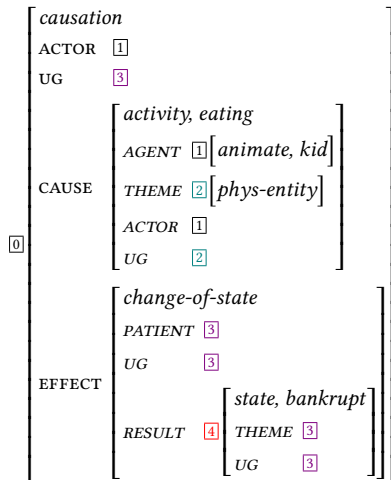 causation
ACTOR 1
UG 3
activity, eating
AGENT 1 [animate, kid]
CAUSE THEME 2 [phys-entity]
ACTOR 1
UG 2
0
change-of-state
PATIENT 3
UG 3
EFFECT
state, bankrupt
RESULT 4 THEME 3
UG 3